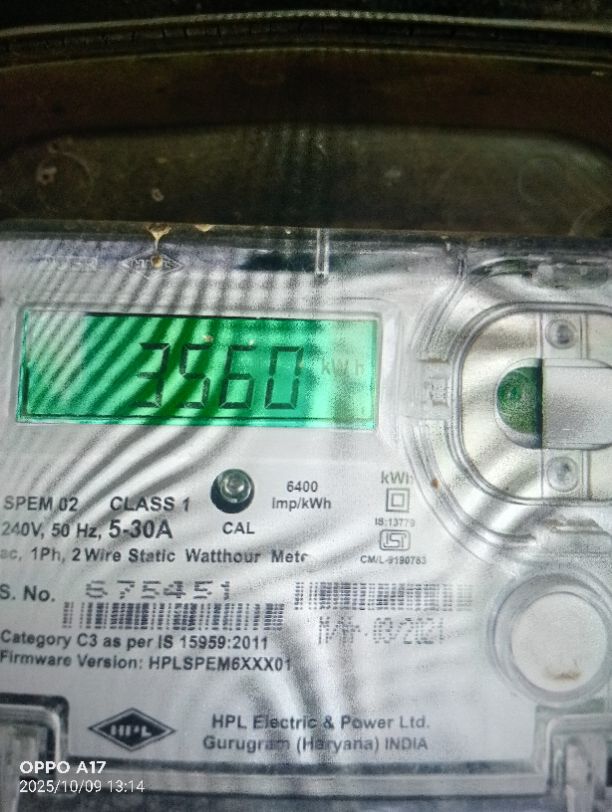 3560 kWh
6400
Imp/kWh
kWh
SPEM 02 CLASS 1
240V, 50 Hz, 5-30A
CAL
IS:13779
ac, 1Ph, 2 Wire Static Watthour Mete
CM/L-9190783
S. No. 675451
Category C3 as per IS 15959:2011
Firmware Version: HPLSPEM6XXX01
HPL
HPL Electric & Power Ltd.
Gurugram (Haryana) INDIA
OPPO A17
2025/10/09 13:14